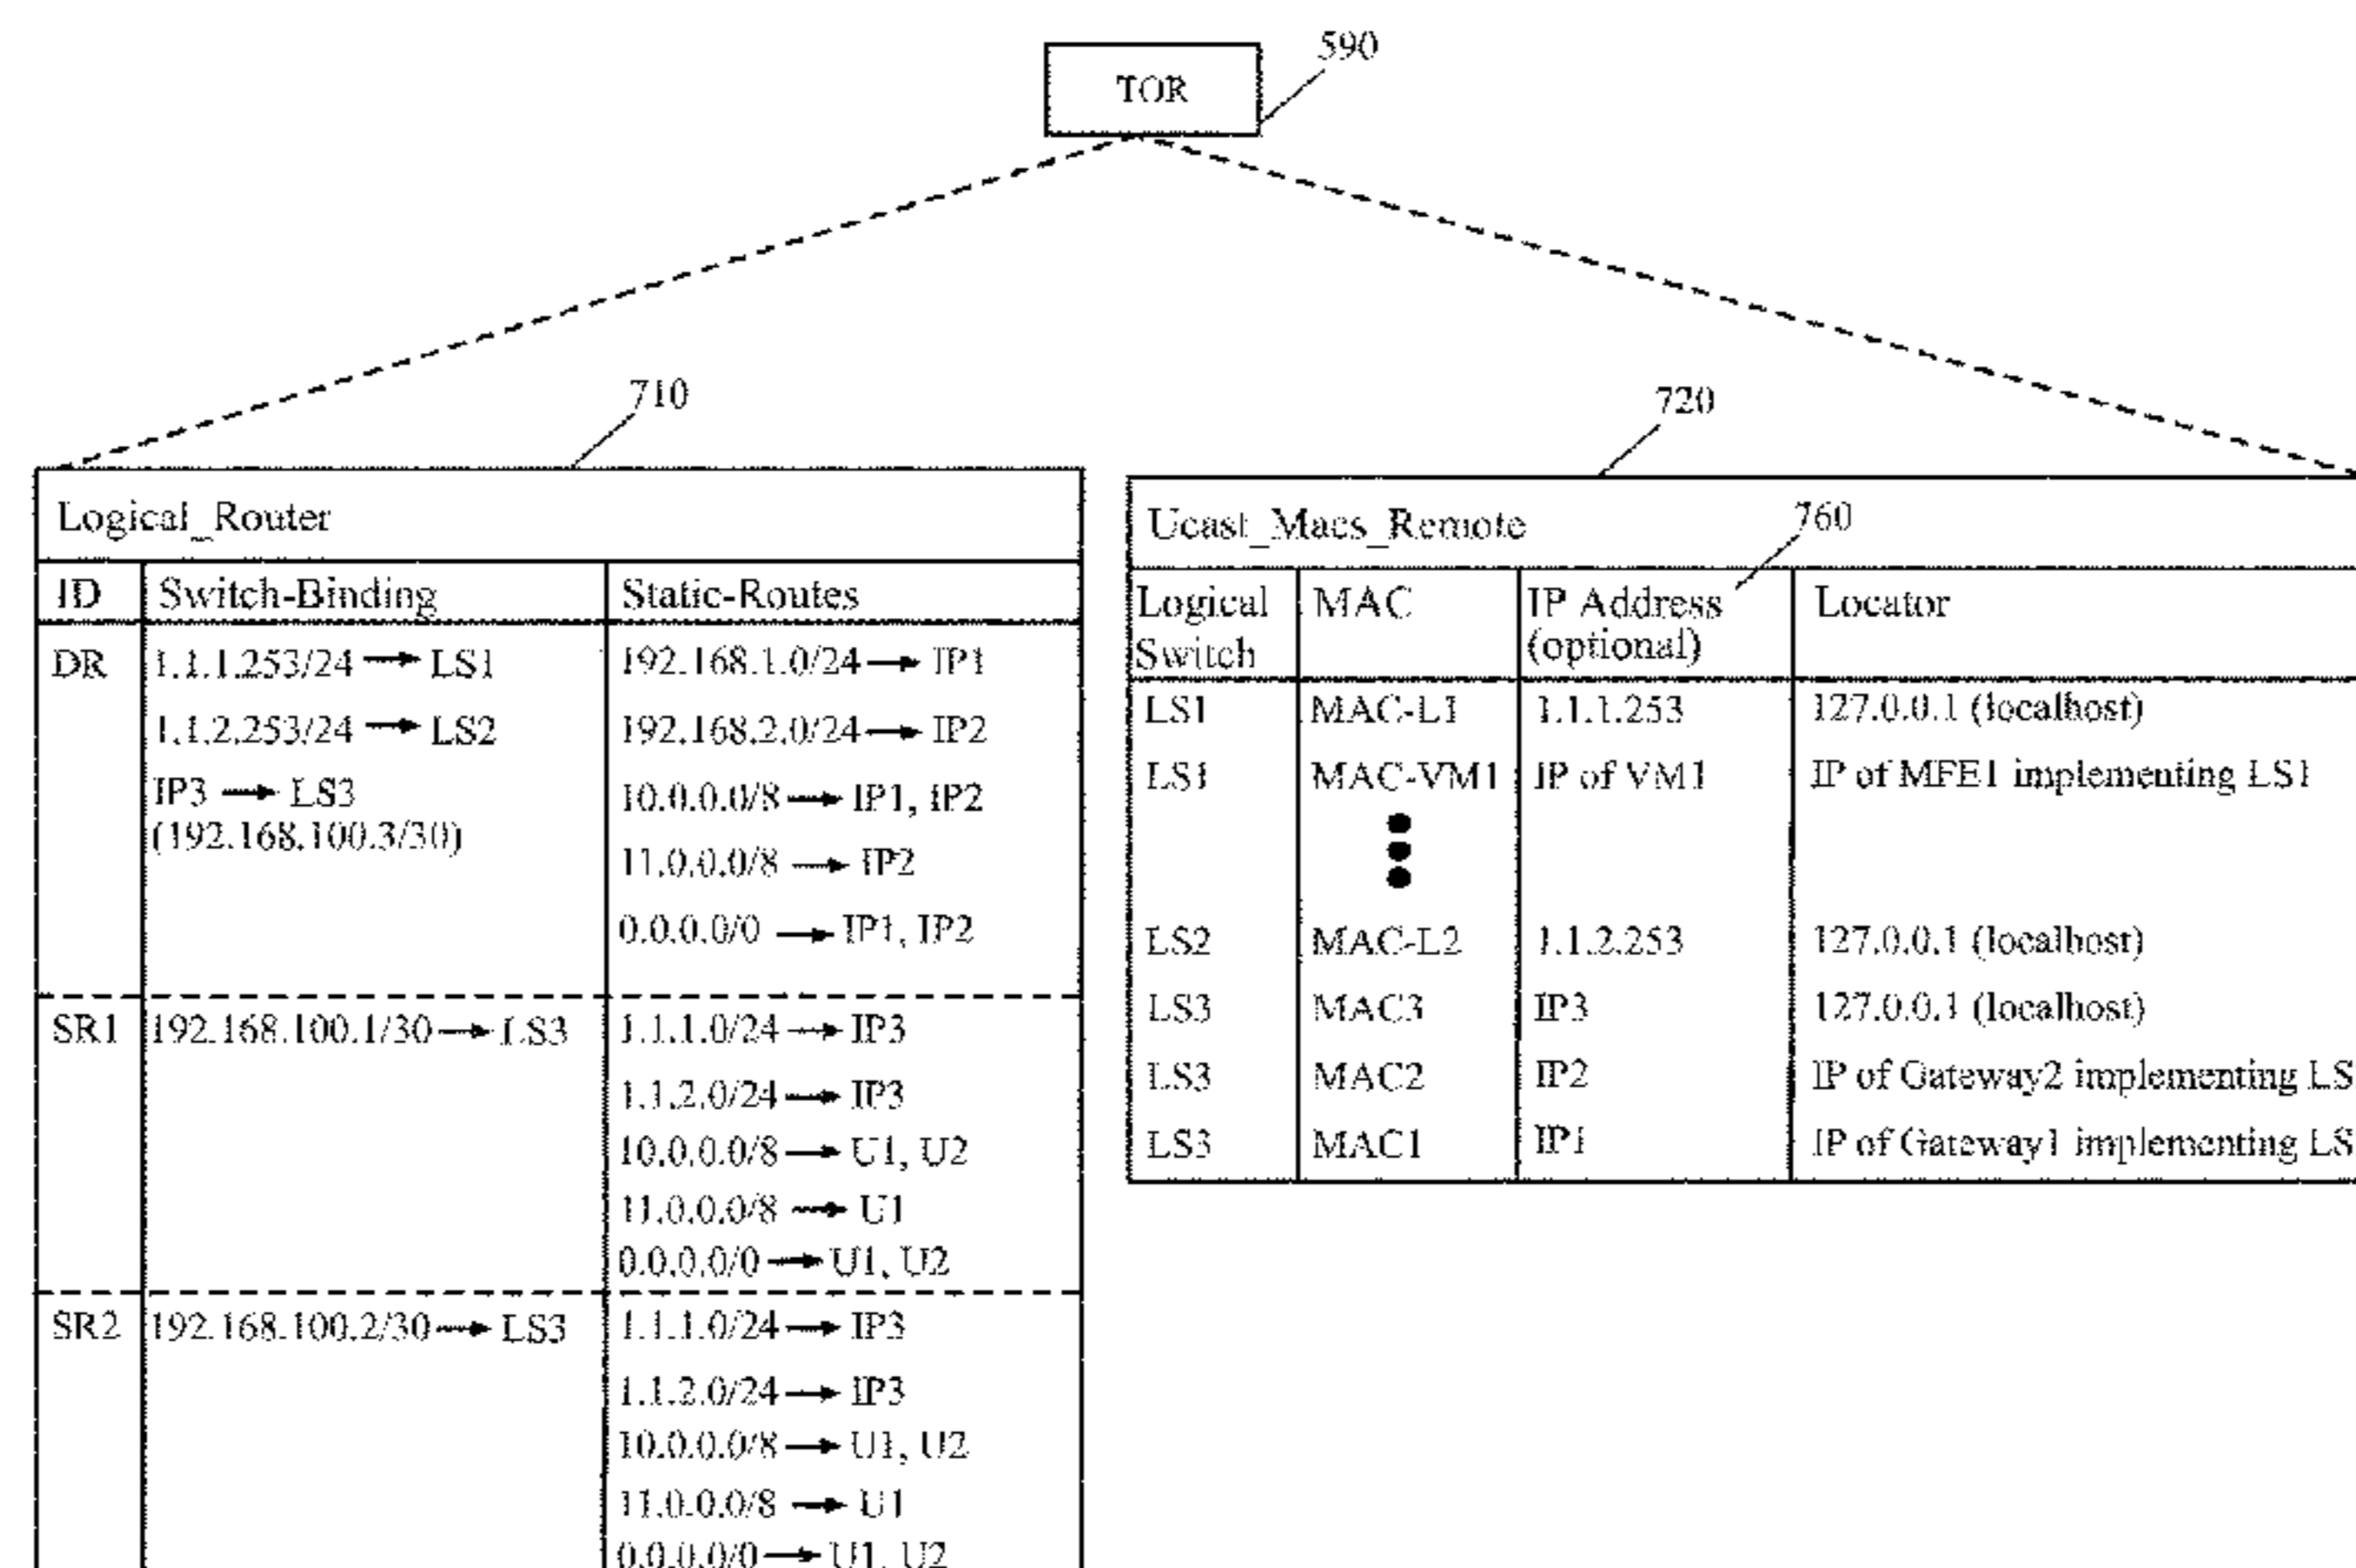 590
TOR
710
720
Logical_Router
ID Switch-Binding Static-Routes
DR 1.1.1.253/24 → LS1 192.168.1.0/24 → IP1
1.1.2.253/24 → LS2 192.168.2.0/24 → IP2
IP3 → LS3 10.0.0.0/8 → IP1, IP2
(192.168.100.3/30)
11.0.0.0/8 → IP2
0.0.0.0/0 → IP1, IP2
SR1 192.168.100.1/30 → LS3 1.1.1.0/24 → IP3
1.1.2.0/24 → IP3
10.0.0.0/8 → U1, U2
11.0.0.0/8 → U1
0.0.0.0/0 → U1, U2
SR2 192.168.100.2/30 → LS3 1.1.1.0/24 → IP3
1.1.2.0/24 → IP3
10.0.0.0/8 → U1, U2
11.0.0.0/8 → U1
0.0.0.0/0 → U1, U2
Ucast_Macs_Remote
760
Logical Switch MAC IP Address (optional) Locator
LS1 MAC-L1 1.1.1.253 127.0.0.1 (localhost)
LS1 MAC-VM1 IP of VM1 IP of MFE1 implementing LS1
LS2 MAC-L2 1.1.2.253 127.0.0.1 (localhost)
LS3 MAC3 IP3 127.0.0.1 (localhost)
LS3 MAC2 IP2 IP of Gateway2 implementing LS
LS3 MAC1 IP1 IP of Gateway1 implementing LS